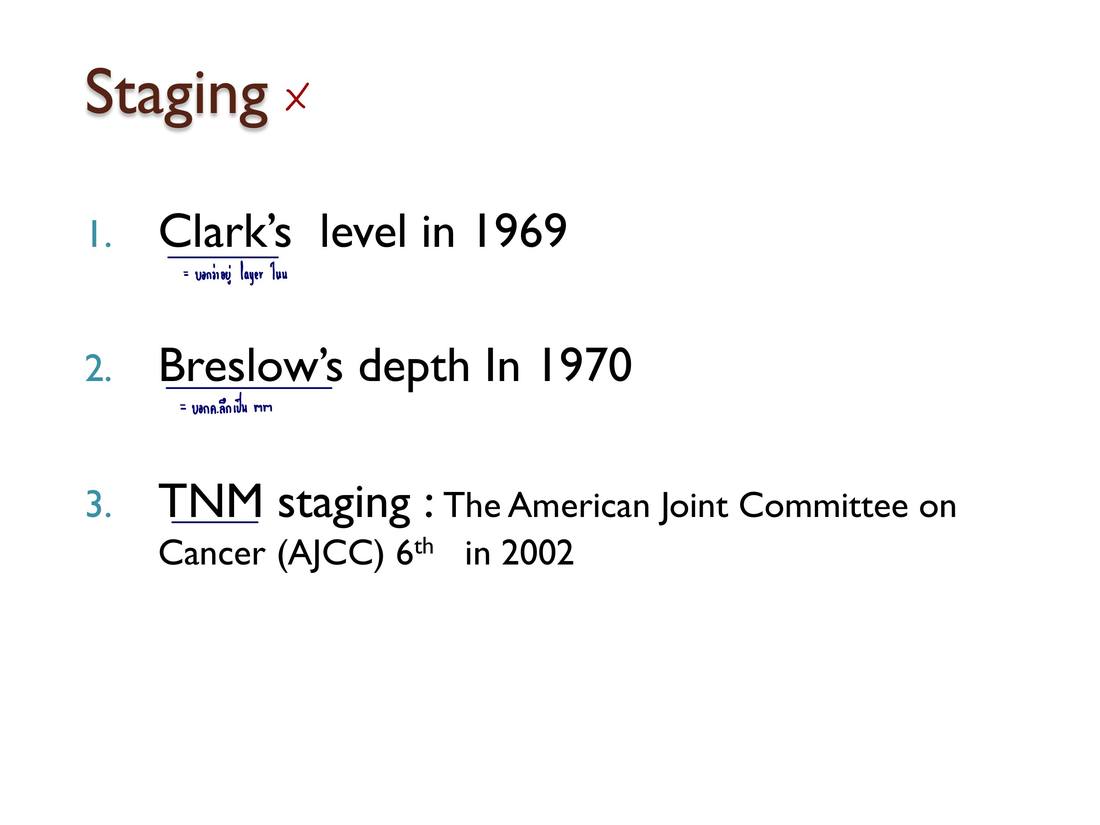 Staging x
1. Clark's level in 1969
= บอกว่าอยู่ layer ไหน
2. Breslow's depth In 1970
= บอกค.ลึกเป็น mm
3. TNM staging : The American Joint Committee on
Cancer (AJCC) 6th in 2002